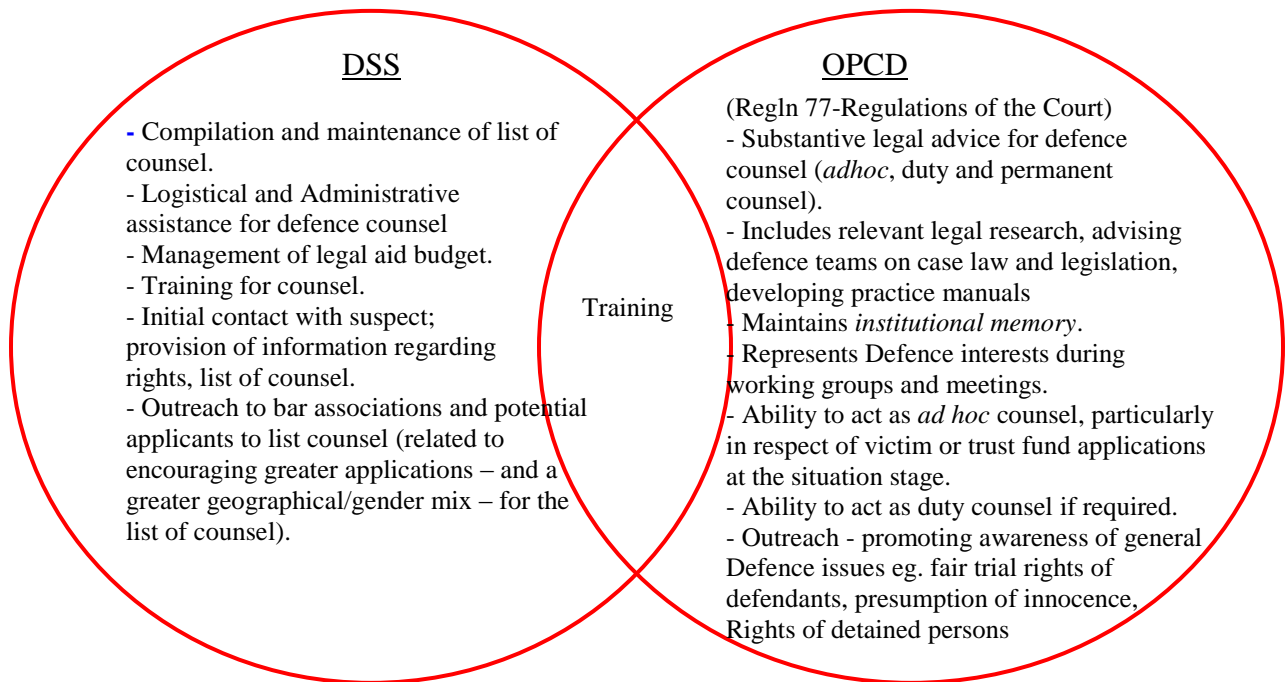 DSS
- Compilation and maintenance of list of
counsel.
- Logistical and Administrative
assistance for defence counsel
- Management of legal aid budget.
- Training for counsel.
- Initial contact with suspect;
provision of information regarding
rights, list of counsel.
- Outreach to bar associations and potential
applicants to list counsel (related to
encouraging greater applications – and a
greater geographical/gender mix – for the
list of counsel).
Training
OPCD
(Regln 77-Regulations of the Court)
- Substantive legal advice for defence
counsel (adhoc, duty and permanent
counsel).
- Includes relevant legal research, advising
defence teams on case law and legislation,
developing practice manuals
- Maintains institutional memory.
- Represents Defence interests during
working groups and meetings.
- Ability to act as ad hoc counsel, particularly
in respect of victim or trust fund applications
at the situation stage.
- Ability to act as duty counsel if required.
- Outreach - promoting awareness of general
Defence issues eg. fair trial rights of
defendants, presumption of innocence,
Rights of detained persons